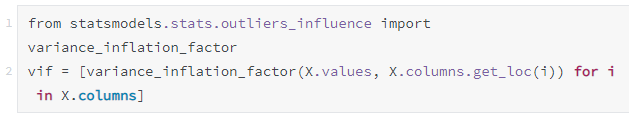 1 from statsmodels.stats.outliers_influence import
variance_inflation_factor
2 vif = [variance_inflation_factor(X.values, X.columns.get_loc(i)) for i
in X.columns]